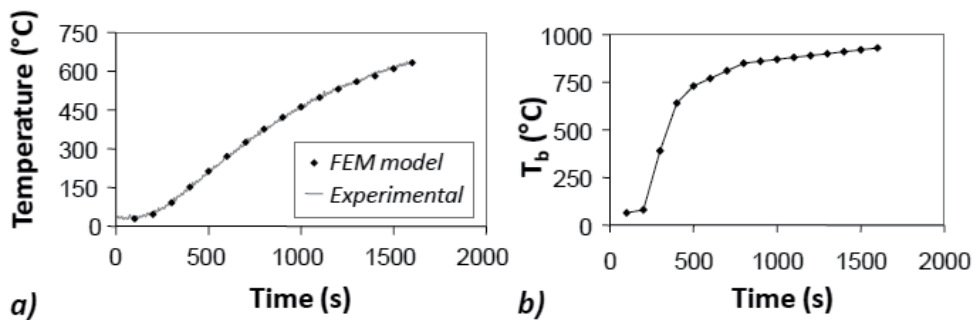 750
600
450
300
150
0
Temperature (°C)
FEM model
Experimental
0 500 1000 1500 2000
Time (s)
a)
1000
750
500
250
0
T_b (°C)
0 500 1000 1500 2000
Time (s)
b)